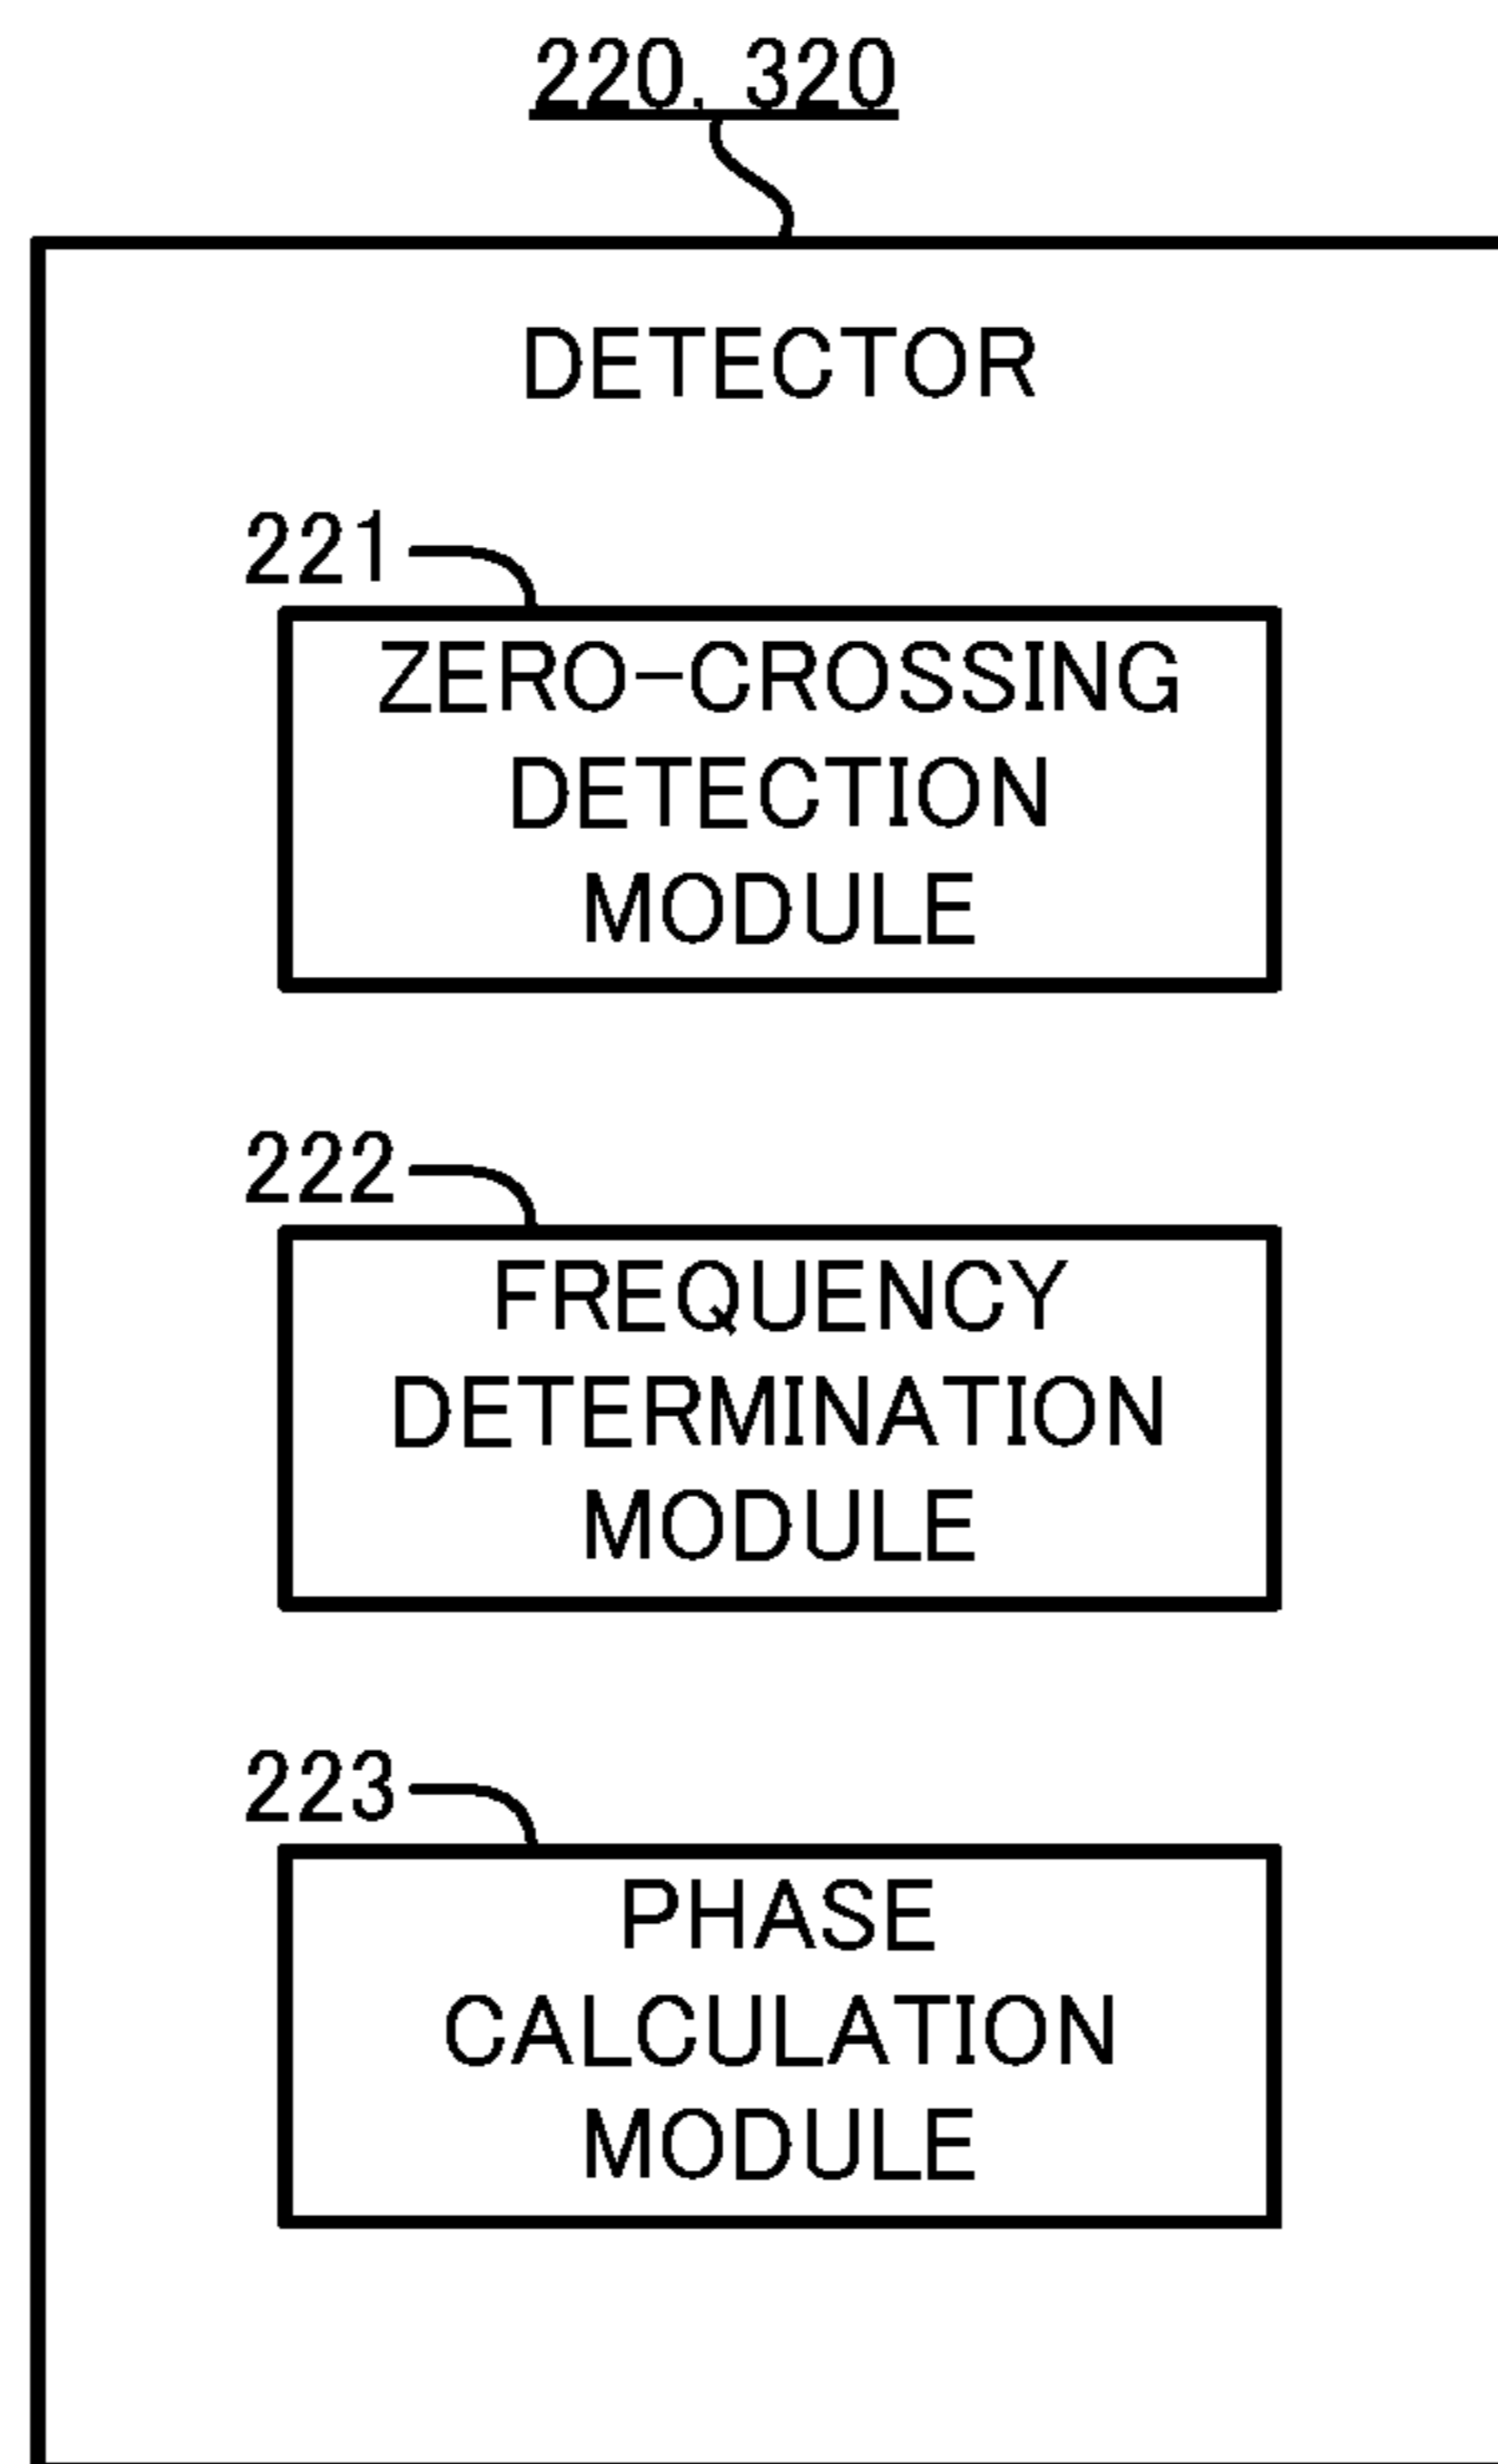 220, 320
DETECTOR
221
ZERO-CROSSING
DETECTION
MODULE
222
FREQUENCY
DETERMINATION
MODULE
223
PHASE
CALCULATION
MODULE